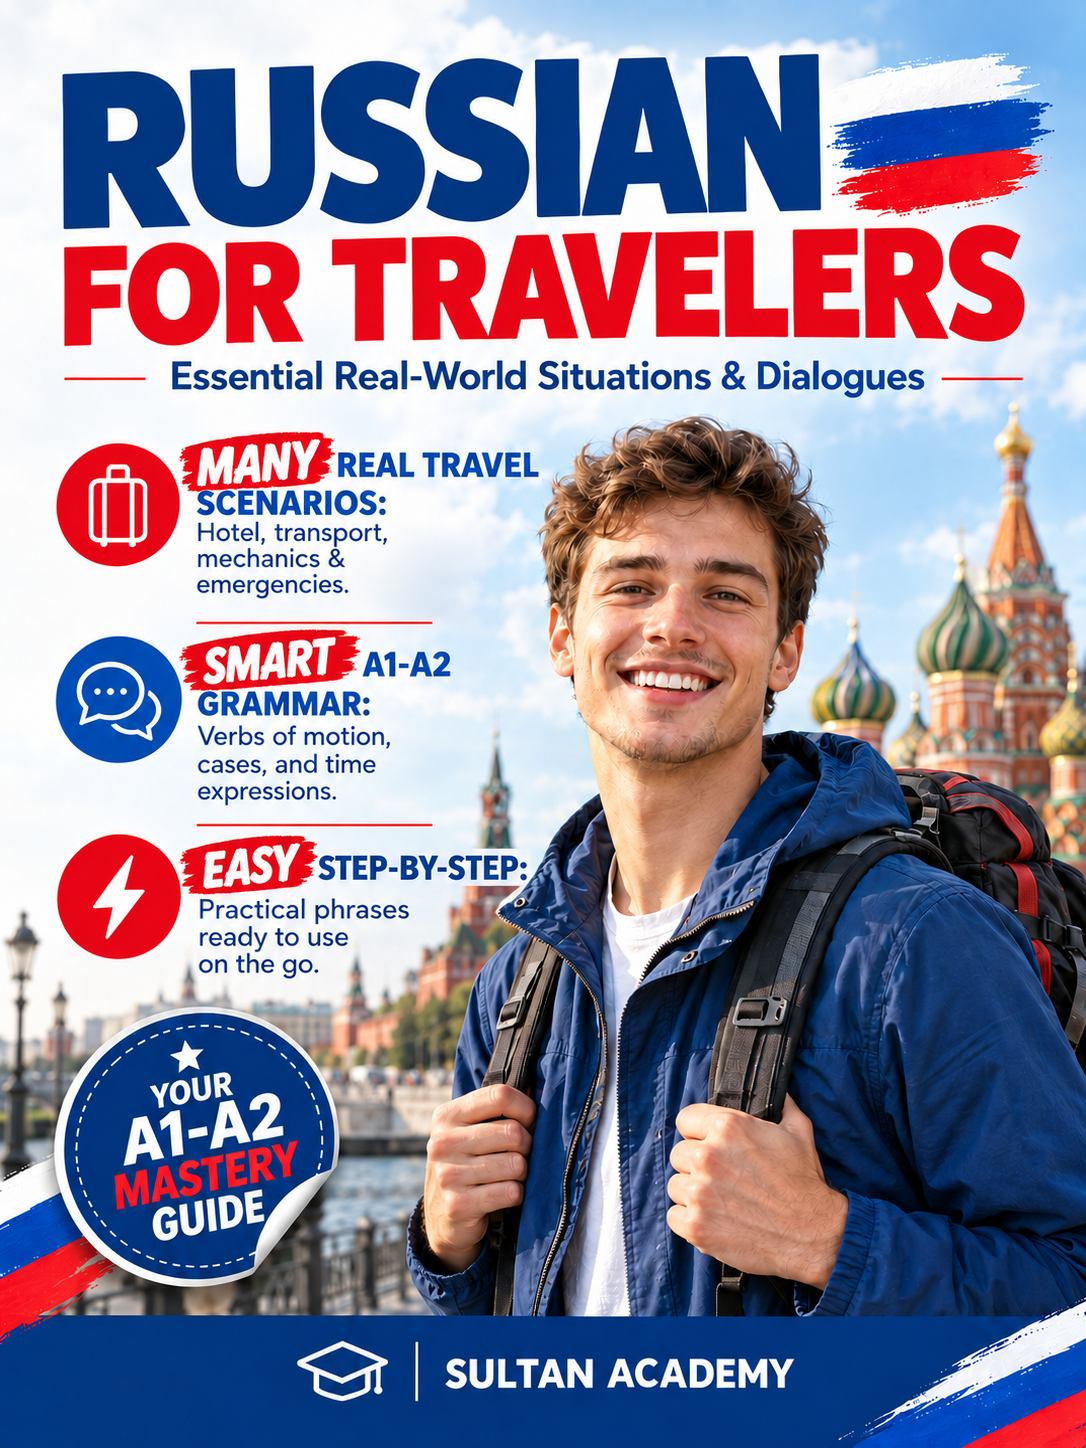 RUSSIAN
FOR TRAVELERS
Essential Real-World Situations & Dialogues
MANY REAL TRAVEL
SCENARIOS:
Hotel, transport,
mechanics &
emergencies.
SMART A1-A2
GRAMMAR:
Verbs of motion,
cases, and time
expressions.
EASY STEP-BY-STEP:
Practical phrases
ready to use
on the go.
YOUR
A1-A2
MASTERY
GUIDE
SULTAN ACADEMY